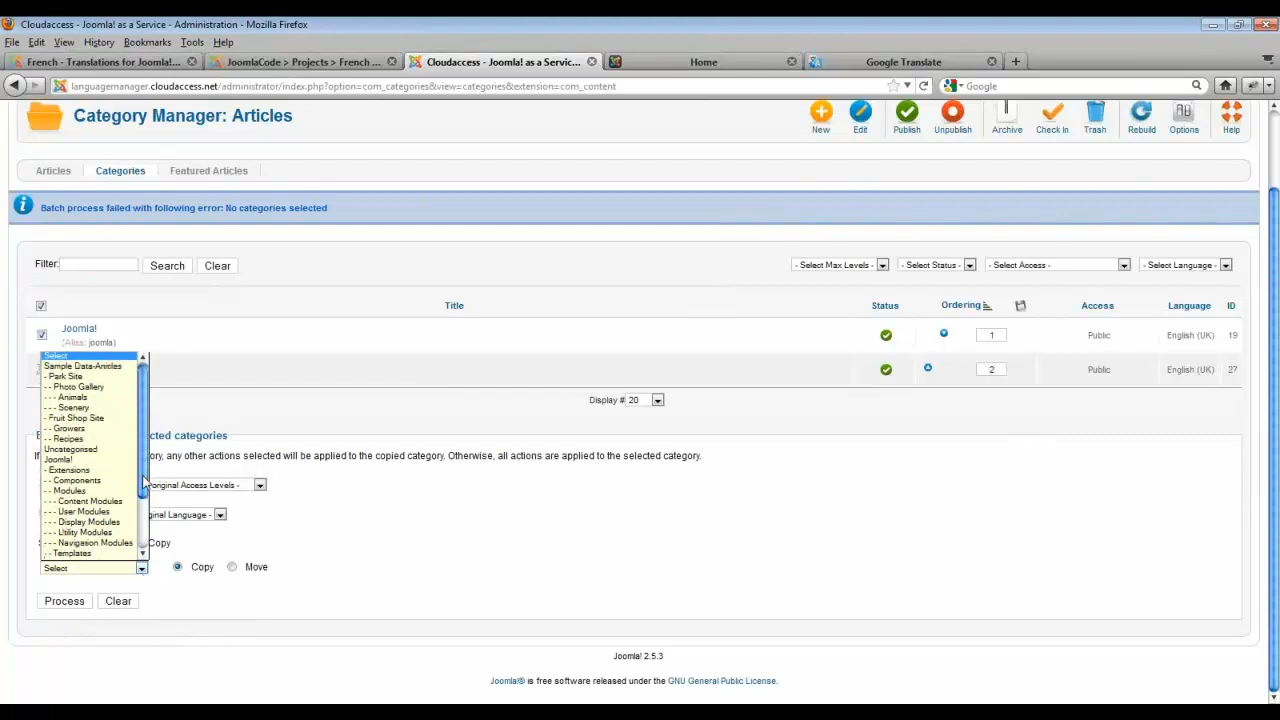 Cloudaccess - Joomla! as a Service - Administration - Mozilla Firefox
File Edit View History Bookmarks Tools Help
French - Translations for Joomla!... JoomlaCode > Projects > French ... Cloudaccess - Joomla! as a Servic... Home Google Translate
languagemanager.cloudaccess.net/administrator/index.php?option=com_categories&view=categories&extension=com_content Google
Category Manager: Articles
New Edit Publish Unpublish Archive Check In Trash Rebuild Options Help
Articles Categories Featured Articles
Batch process failed with following error: No categories selected
Filter: Search Clear - Select Max Levels - - Select Status - - Select Access - - Select Language -
Title Status Ordering Access Language ID
Joomla! 1 Public English (UK) 19
(Alias: joomla)
Select
Sample Data-Articles
- Park Site
- - Photo Gallery
- - - Animals
- - - Scenery
- Fruit Shop Site
- - Growers
- - Recipes
Uncategorised
Joomla!
- Extensions
- - Components
- - Modules
- - - Content Modules
- - - User Modules
- - - Display Modules
- - - Utility Modules
- - - Navigation Modules
- - Templates
2 Public English (UK) 27
Display # 20
cted categories
ory, any other actions selected will be applied to the copied category. Otherwise, all actions are applied to the selected category.
original Access Levels -
ginal Language -
Copy
Select Copy Move
Process Clear
Joomla! 2.5.3
Joomla!® is free software released under the GNU General Public License.